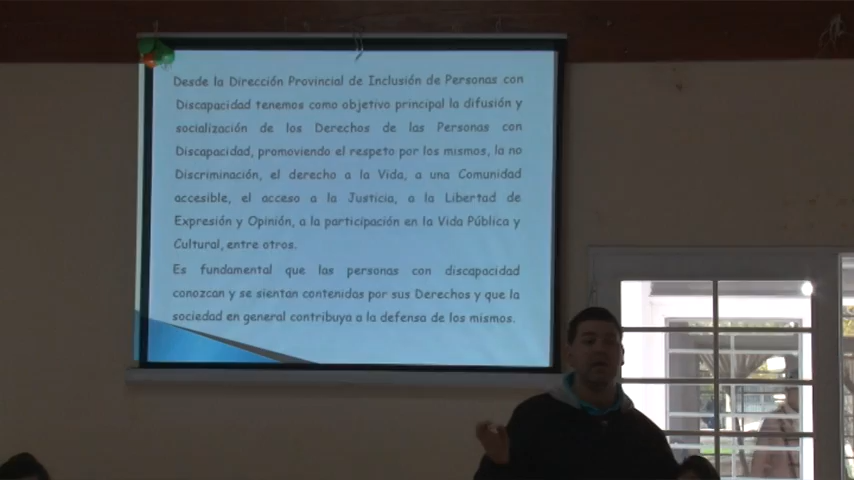 Desde la Dirección Provincial de Inclusión de Personas con
Discapacidad tenemos como objetivo principal la difusión y
socialización de los Derechos de las Personas con
Discapacidad, promoviendo el respeto por los mismos, la no
Discriminación, el derecho a la Vida, a una Comunidad
accesible, el acceso a la Justicia, a la Libertad de
Expresión y Opinión, a la participación en la Vida Pública y
Cultural, entre otros.
Es fundamental que las personas con discapacidad
conozcan y se sientan contenidas por sus Derechos y que la
sociedad en general contribuya a la defensa de los mismos.